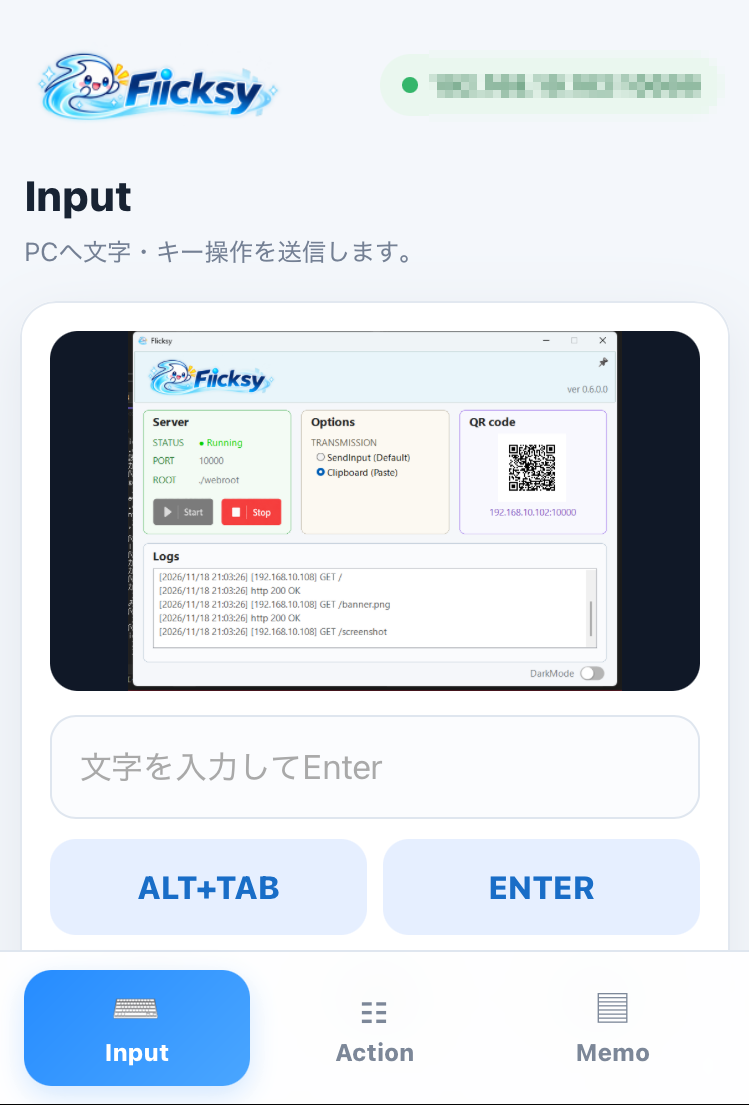 Flicksy
Input
PCへ文字・キー操作を送信します。
Flicksy
Flicksy
ver 0.6.0.0
Server
STATUS ■ Running
PORT 10000
ROOT ./webroot
Start
Stop
Options
TRANSMISSION
SendInput (Default)
Clipboard (Paste)
QR code
192.168.10.102:10000
Logs
[2026/11/18 21:03:26] [192.168.10.108] GET /
[2026/11/18 21:03:26] http 200 OK
[2026/11/18 21:03:26] [192.168.10.108] GET /banner.png
[2026/11/18 21:03:26] http 200 OK
[2026/11/18 21:03:26] [192.168.10.108] GET /screenshot
DarkMode
文字を入力してEnter
ALT+TAB
ENTER
Input
Action
Memo